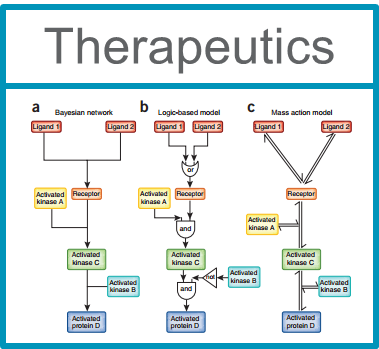 Therapeutics
a Bayesian network
b Logic-based model
c Mass action model
Ligand 1
Ligand 2
Ligand 1
Ligand 2
Ligand 1
Ligand 2
or
Activated
kinase A
Receptor
Activated
kinase A
Receptor
Receptor
Activated
kinase A
and
Activated
kinase C
Activated
kinase C
Activated
kinase C
Activated
kinase B
and
not
Activated
kinase B
Activated
kinase B
Activated
protein D
Activated
protein D
Activated
protein D